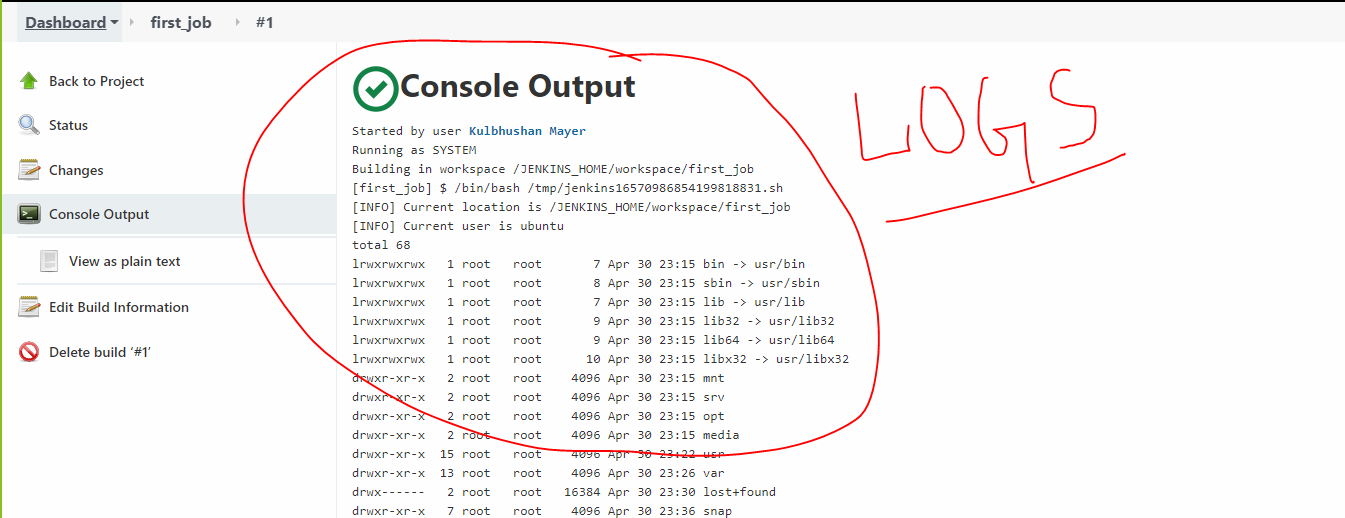 Dashboard first_job #1
Back to Project
Status
Changes
Console Output
View as plain text
Edit Build Information
Delete build ‘#1’
Console Output
Started by user Kulbhushan Mayer
Running as SYSTEM
Building in workspace /JENKINS_HOME/workspace/first_job
[first_job] $ /bin/bash /tmp/jenkins16570986854199818831.sh
[INFO] Current location is /JENKINS_HOME/workspace/first_job
[INFO] Current user is ubuntu
total 68
lrwxrwxrwx 1 root root 7 Apr 30 23:15 bin -> usr/bin
lrwxrwxrwx 1 root root 8 Apr 30 23:15 sbin -> usr/sbin
lrwxrwxrwx 1 root root 7 Apr 30 23:15 lib -> usr/lib
lrwxrwxrwx 1 root root 9 Apr 30 23:15 lib32 -> usr/lib32
lrwxrwxrwx 1 root root 9 Apr 30 23:15 lib64 -> usr/lib64
lrwxrwxrwx 1 root root 10 Apr 30 23:15 libx32 -> usr/libx32
drwxr-xr-x 2 root root 4096 Apr 30 23:15 mnt
drwxr-xr-x 2 root root 4096 Apr 30 23:15 srv
drwxr-xr-x 2 root root 4096 Apr 30 23:15 opt
drwxr-xr-x 2 root root 4096 Apr 30 23:15 media
drwxr-xr-x 15 root root 4096 Apr 30 23:22 usr
drwxr-xr-x 13 root root 4096 Apr 30 23:26 var
drwx------ 2 root root 16384 Apr 30 23:30 lost+found
drwxr-xr-x 7 root root 4096 Apr 30 23:36 snap
LOGS